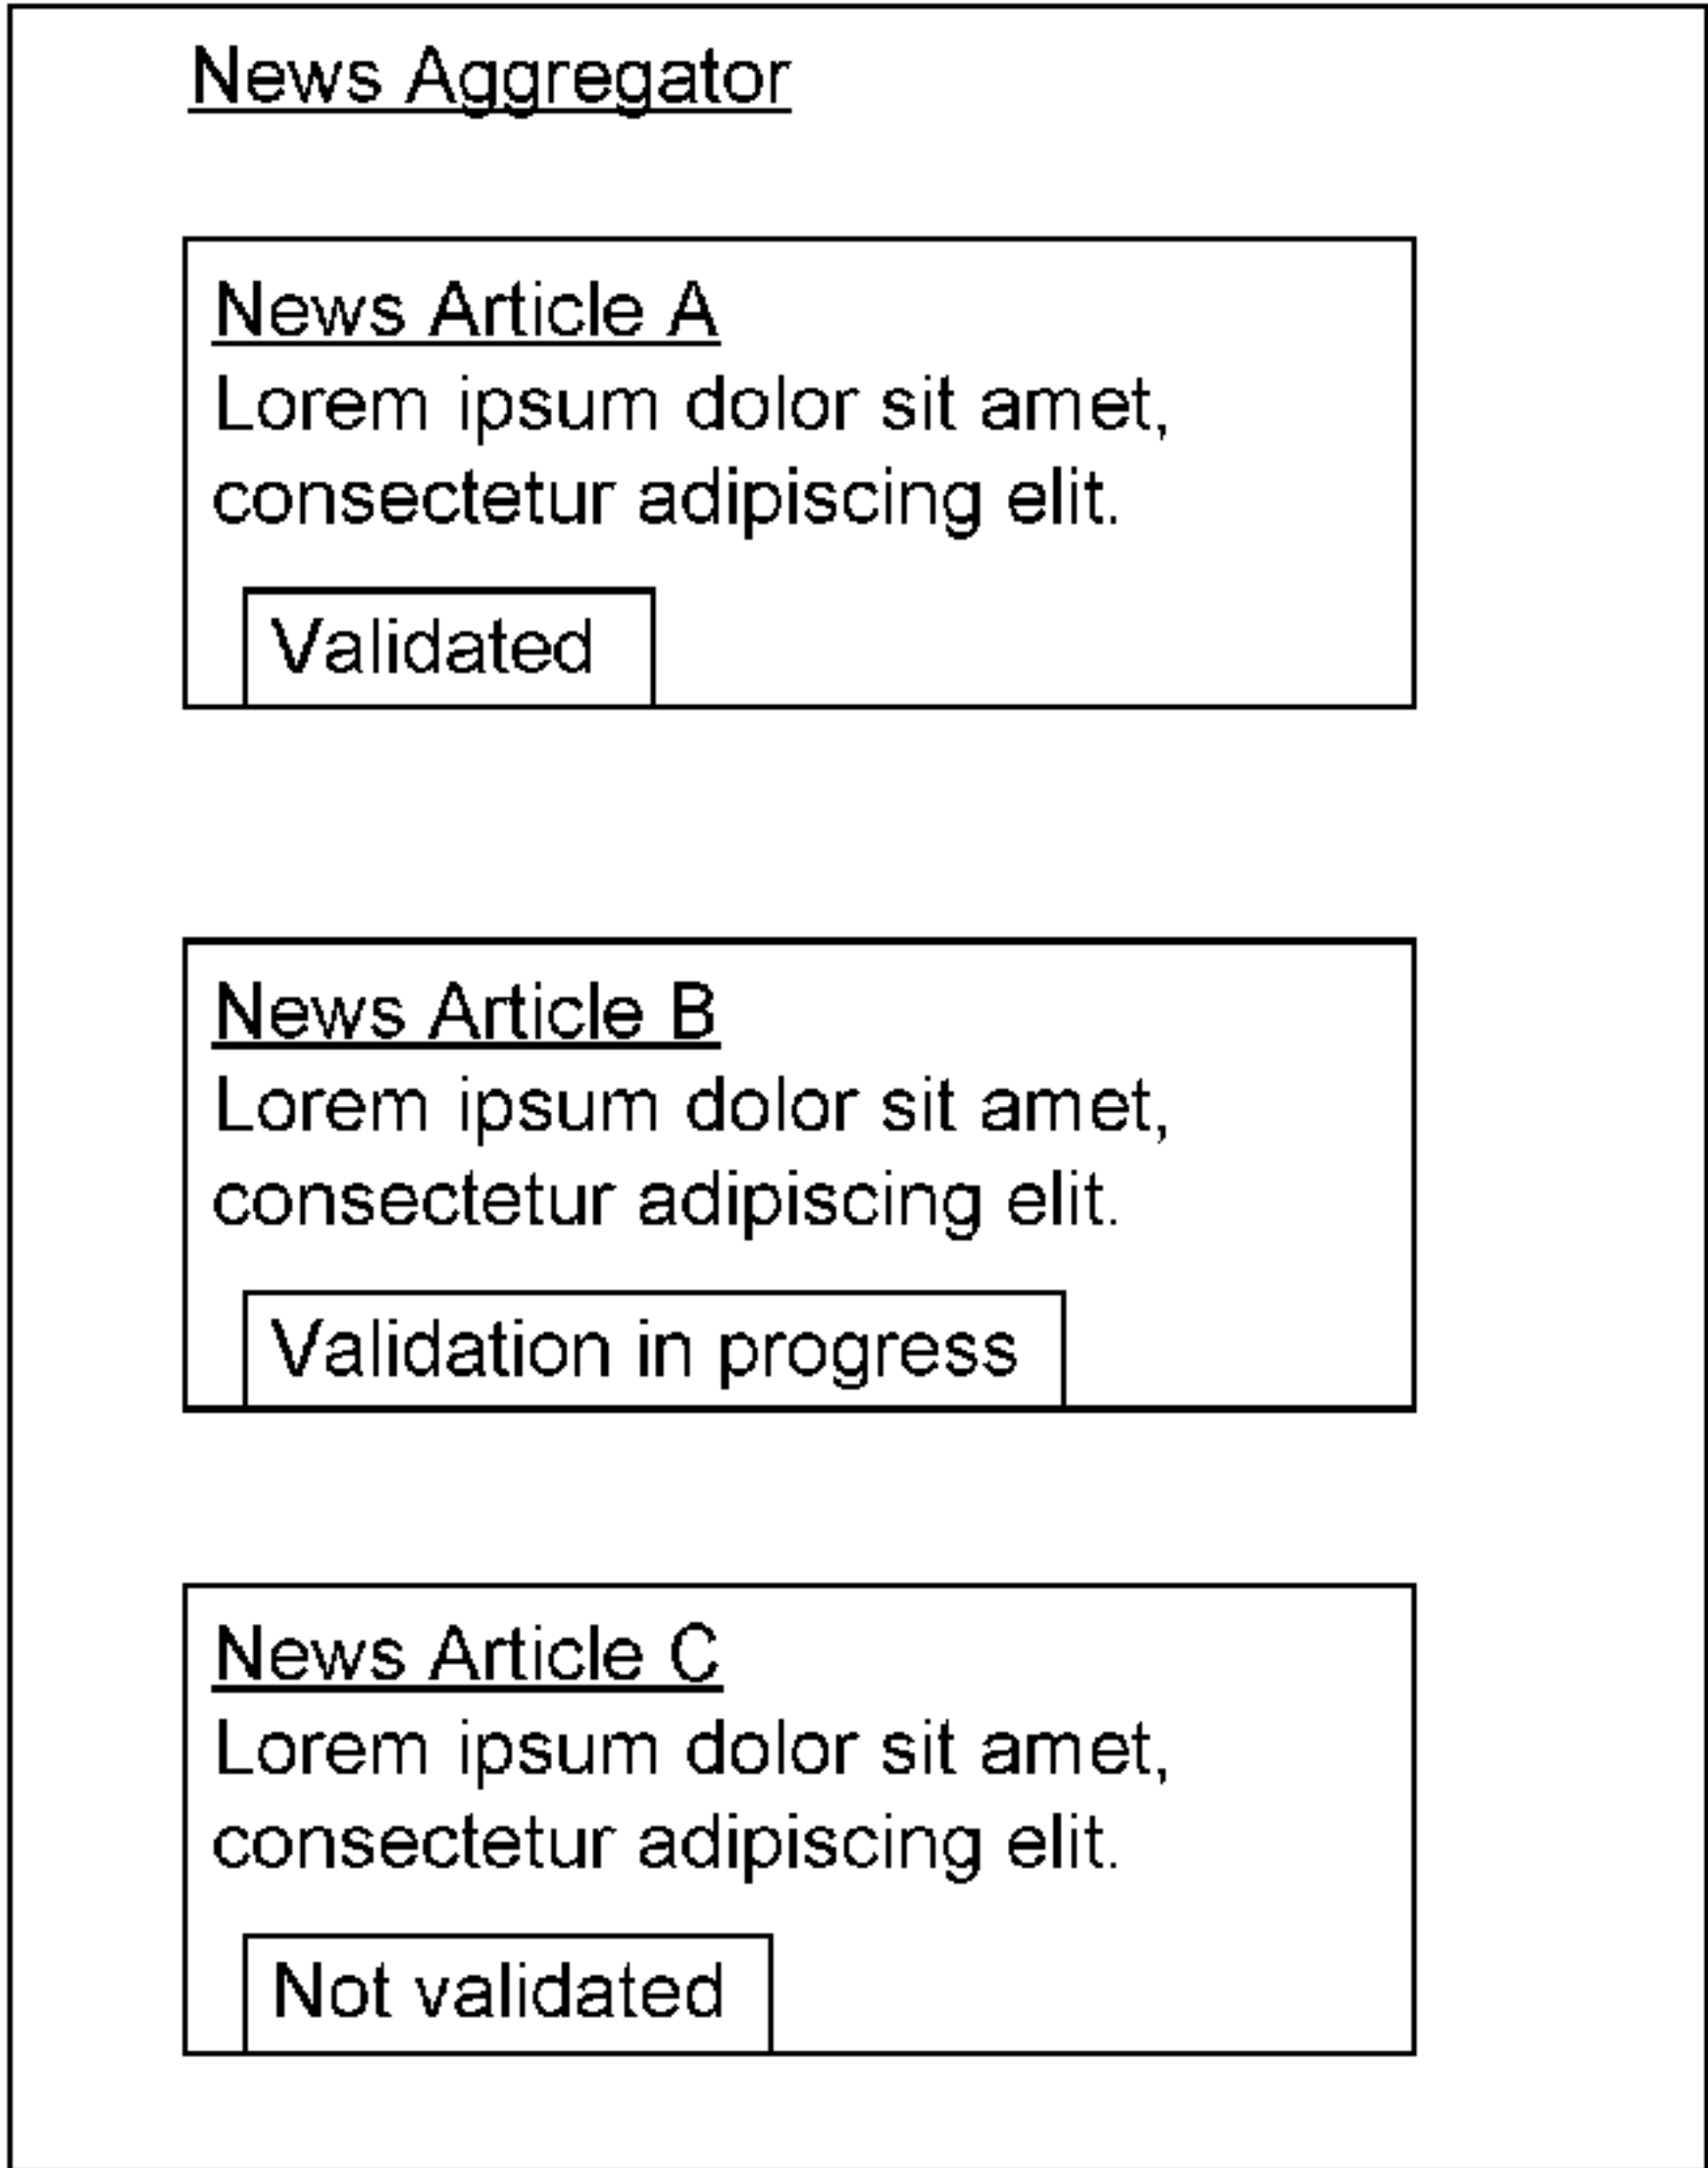 News Aggregator
News Article A
Lorem ipsum dolor sit amet,
consectetur adipiscing elit.
Validated
News Article B
Lorem ipsum dolor sit amet,
consectetur adipiscing elit.
Validation in progress
News Article C
Lorem ipsum dolor sit amet,
consectetur adipiscing elit.
Not validated